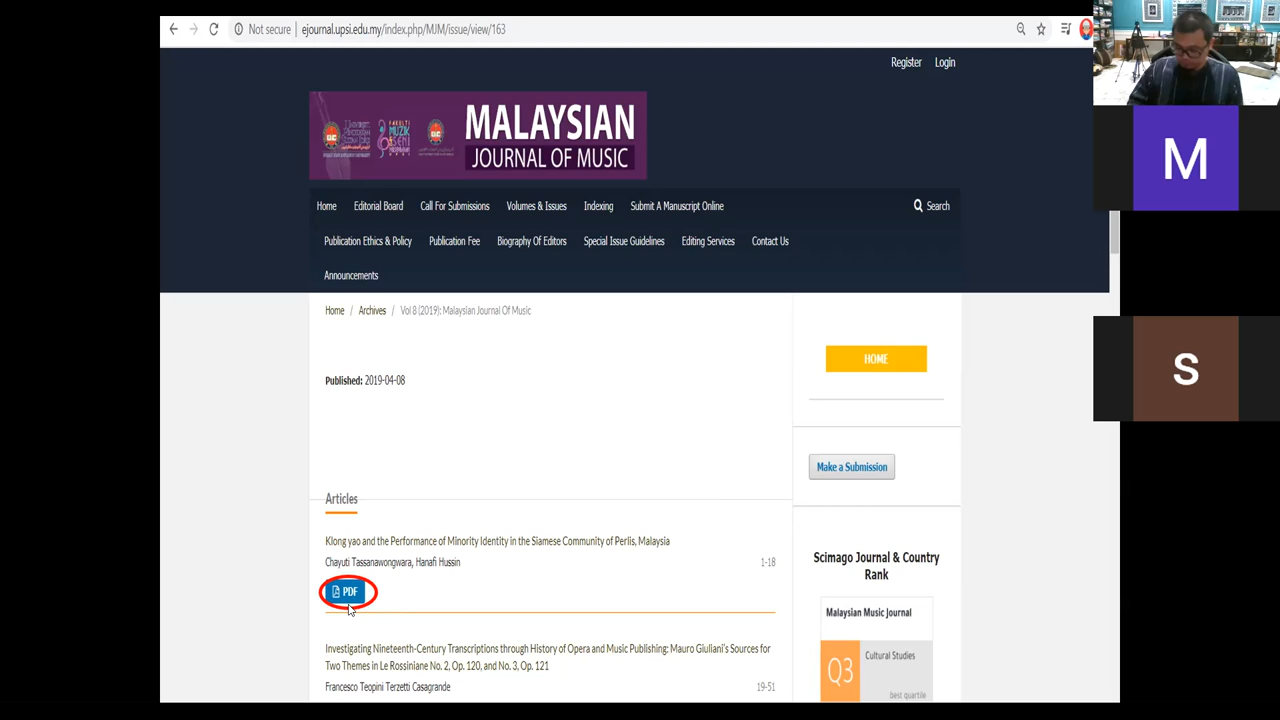 Not secure | ejournal.upsi.edu.my/index.php/MJM/issue/view/163
Register Login
MALAYSIAN
JOURNAL OF MUSIC
Home Editorial Board Call For Submissions Volumes & Issues Indexing Submit A Manuscript Online Search
Publication Ethics & Policy Publication Fee Biography Of Editors Special Issue Guidelines Editing Services Contact Us
Announcements
Home / Archives / Vol 8 (2019): Malaysian Journal Of Music
HOME
Published: 2019-04-08
Make a Submission
Articles
Klong yao and the Performance of Minority Identity in the Siamese Community of Perlis, Malaysia
Chayuti Tassanawongwara, Hanafi Hussin 1-18
PDF
Investigating Nineteenth-Century Transcriptions through History of Opera and Music Publishing: Mauro Giuliani's Sources for
Two Themes in Le Rossiniane No. 2, Op. 120, and No. 3, Op. 121
Francesco Teopini Terzetti Casagrande 19-51
Scimago Journal & Country
Rank
Malaysian Music Journal
Q3
Cultural Studies
best quartile
M
S